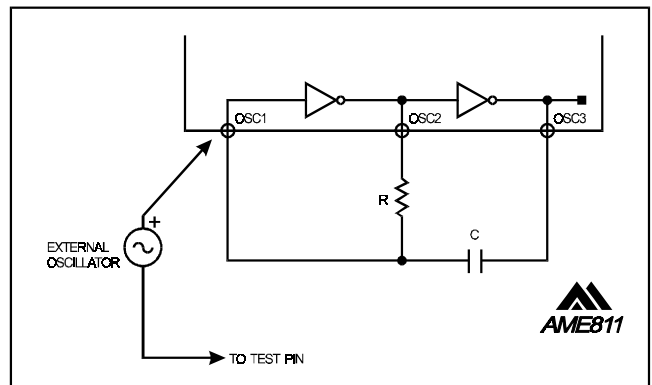 OSC1
OSC2
OSC3
R
C
+
EXTERNAL
OSCILLATOR
TO TEST PIN
AME811